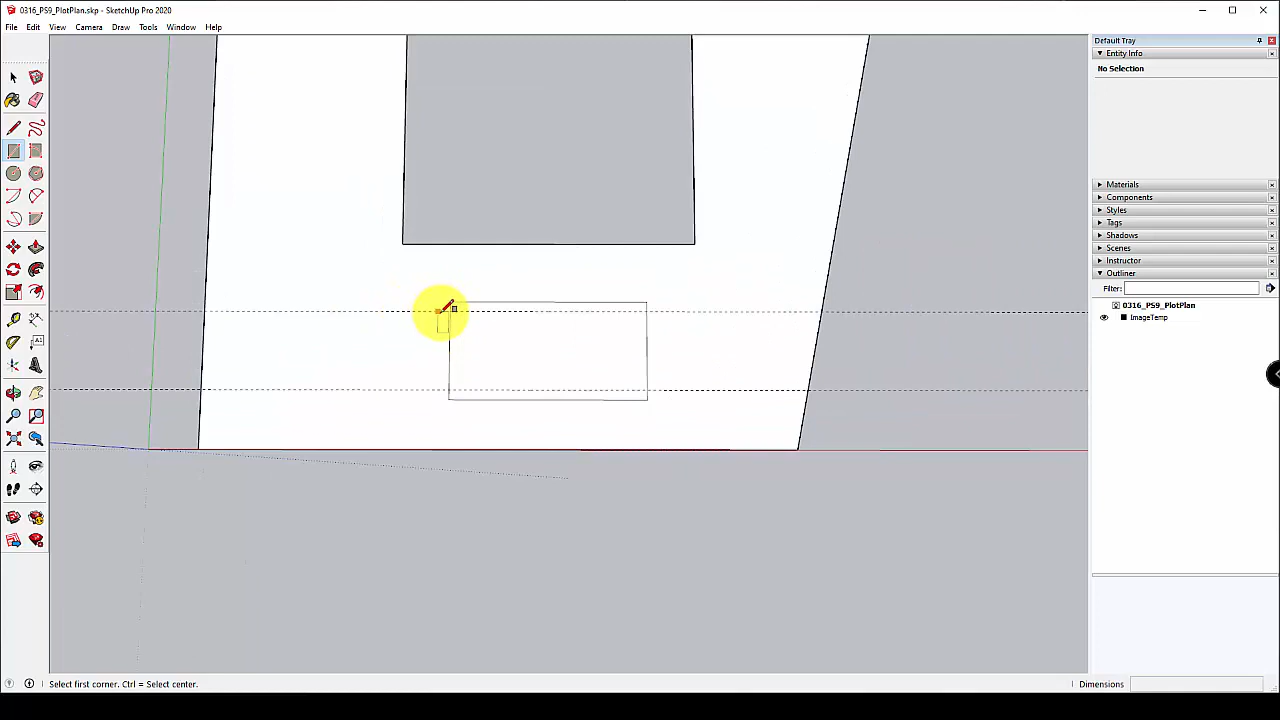 0316_PS9_PlotPlan.skp - SketchUp Pro 2020
File Edit View Camera Draw Tools Window Help
Default Tray
Entity Info
No Selection
Materials
Components
Styles
Tags
Shadows
Scenes
Instructor
Outliner
Filter:
0316_PS9_PlotPlan
ImageTemp
A1
Select first corner. Ctrl = Select center.
Dimensions